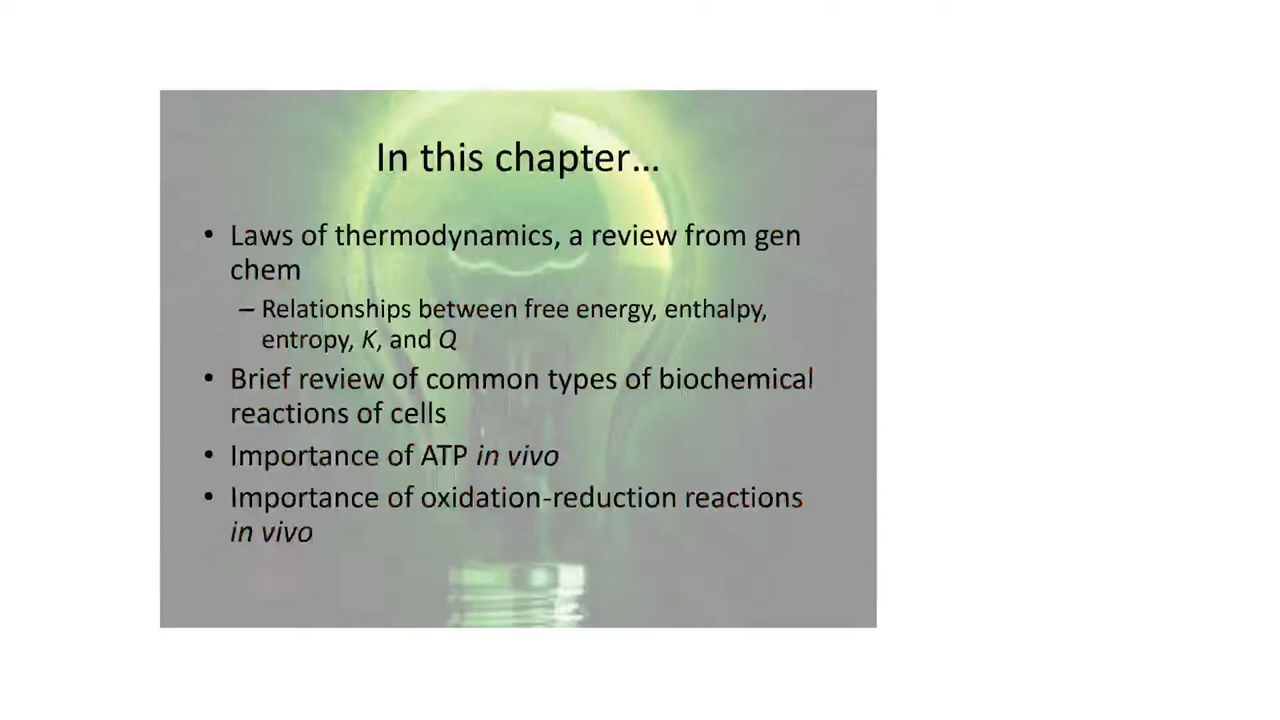 In this chapter…
• Laws of thermodynamics, a review from gen
chem
– Relationships between free energy, enthalpy,
entropy, K, and Q
• Brief review of common types of biochemical
reactions of cells
• Importance of ATP in vivo
• Importance of oxidation-reduction reactions
in vivo